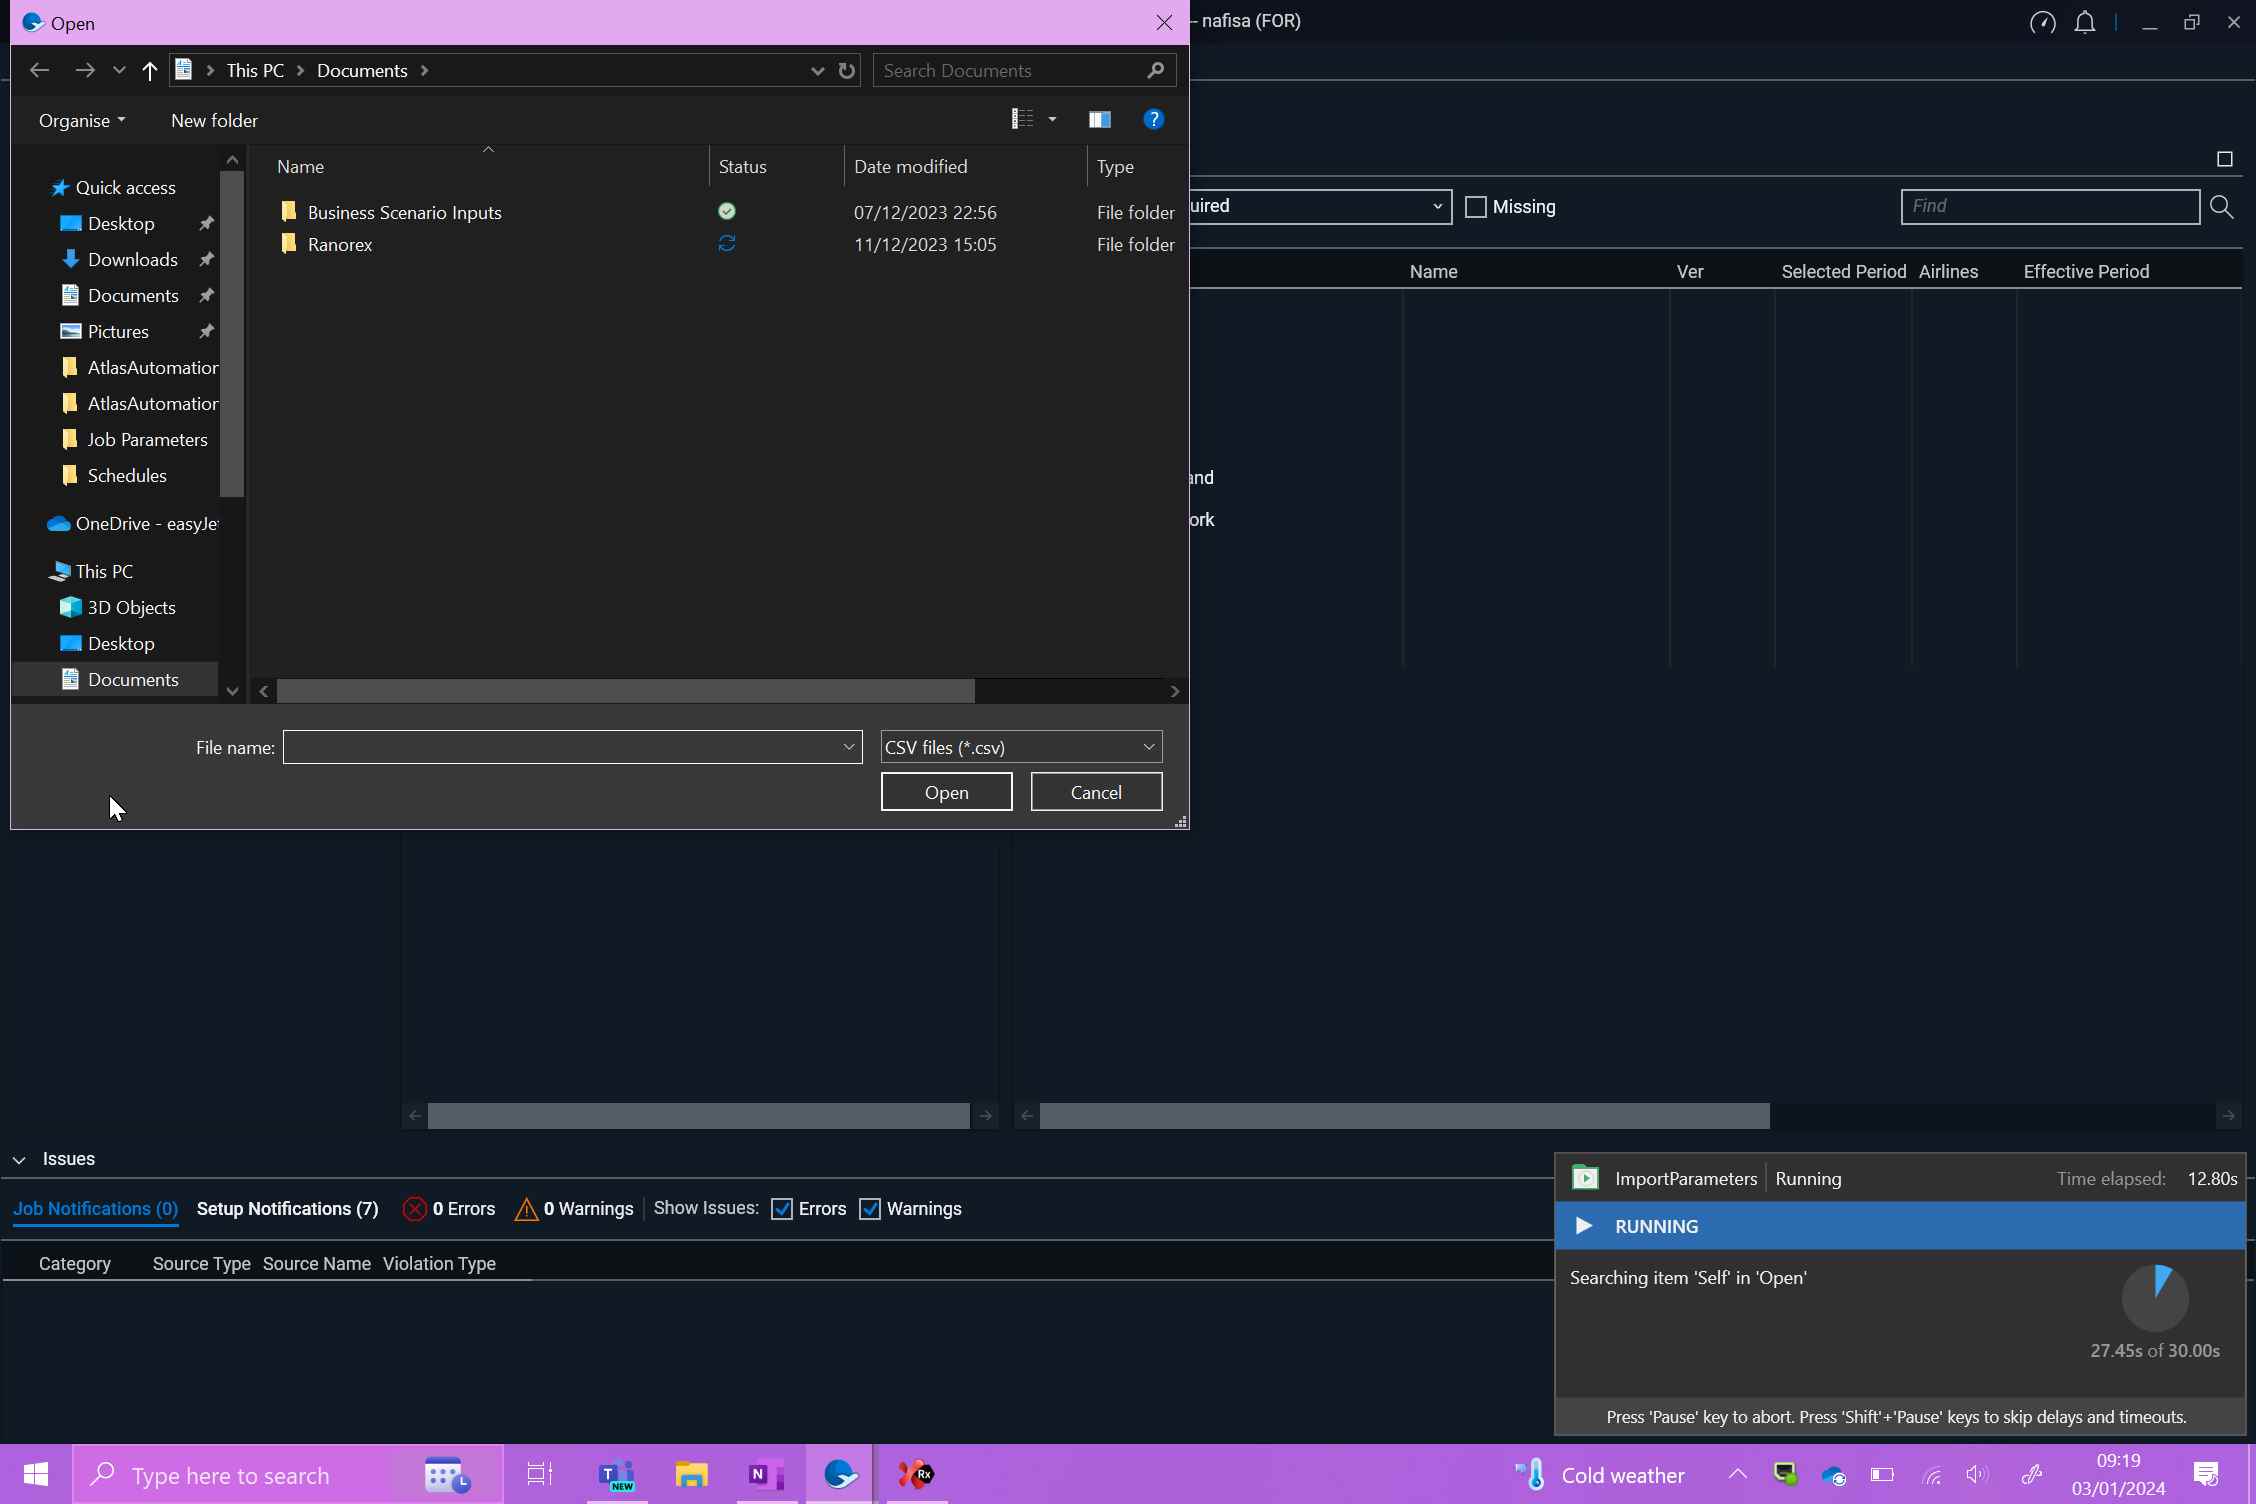 Open
– nafisa (FOR)
This PC
Documents
Search Documents
Organise
New folder
Name
Status
Date modified
Type
Business Scenario Inputs
07/12/2023 22:56
File folder
Ranorex
11/12/2023 15:05
File folder
Quick access
Desktop
Downloads
Documents
Pictures
AtlasAutomation
AtlasAutomation
Job Parameters
Schedules
OneDrive - easyJet
This PC
3D Objects
Desktop
Documents
File name:
CSV files (*.csv)
Open
Cancel
uired
Missing
Find
Name
Ver
Selected Period
Airlines
Effective Period
and
ork
Issues
Job Notifications (0)
Setup Notifications (7)
0 Errors
0 Warnings
Show Issues:
Errors
Warnings
Category
Source Type
Source Name
Violation Type
ImportParameters
Running
Time elapsed:
12.80s
RUNNING
Searching item 'Self' in 'Open'
27.45s of 30.00s
Press 'Pause' key to abort. Press 'Shift'+'Pause' keys to skip delays and timeouts.
Type here to search
T
NEW
N
Rx
Cold weather
09:19
03/01/2024